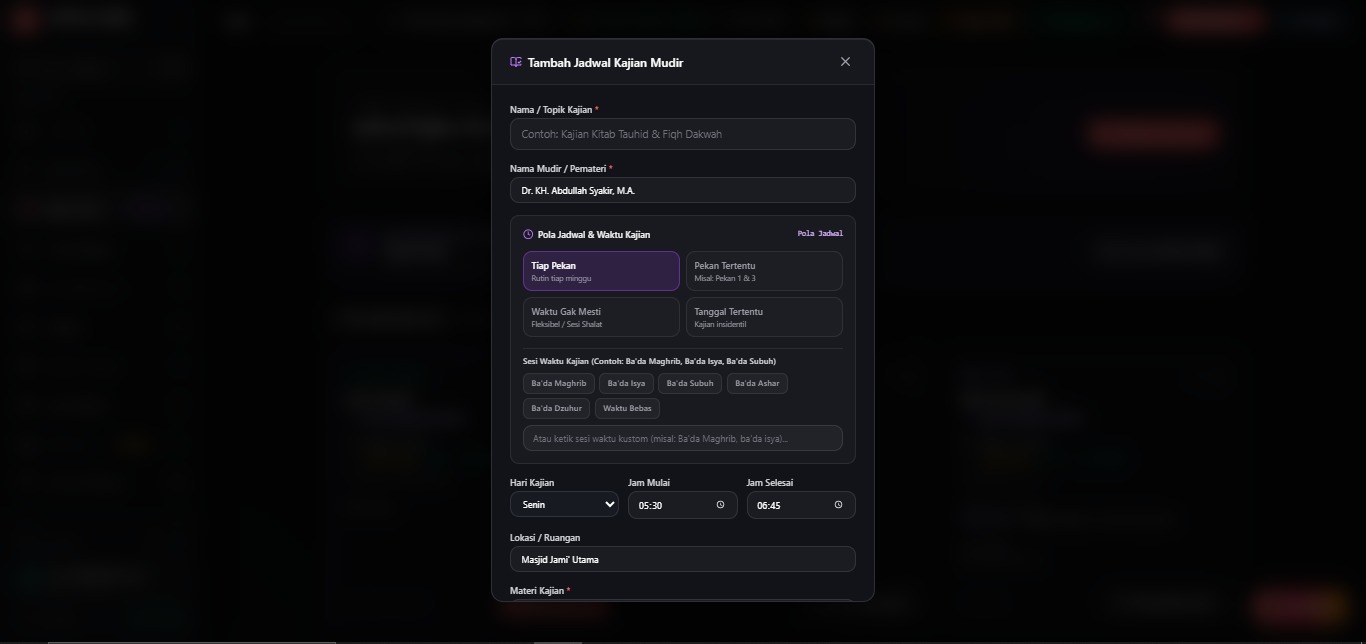 Tambah Jadwal Kajian Mudir
Nama / Topik Kajian *
Contoh: Kajian Kitab Tauhid & Fiqh Dakwah
Nama Mudir / Pemateri *
Dr. KH. Abdullah Syakir, M.A.
Pola Jadwal & Waktu Kajian
Pola Jadwal
Tiap Pekan
Rutin tiap minggu
Pekan Tertentu
Misal: Pekan 1 & 3
Waktu Gak Mesti
Fleksibel / Sesi Shalat
Tanggal Tertentu
Kajian insidentil
Sesi Waktu Kajian (Contoh: Ba'da Maghrib, Ba'da Isya, Ba'da Subuh)
Ba'da Maghrib
Ba'da Isya
Ba'da Subuh
Ba'da Ashar
Ba'da Dzuhur
Waktu Bebas
Atau ketik sesi waktu kustom (misal: Ba'da Maghrib, ba'da isya)...
Hari Kajian
Jam Mulai
Jam Selesai
Senin
05:30
06:45
Lokasi / Ruangan
Masjid Jami' Utama
Materi Kajian *